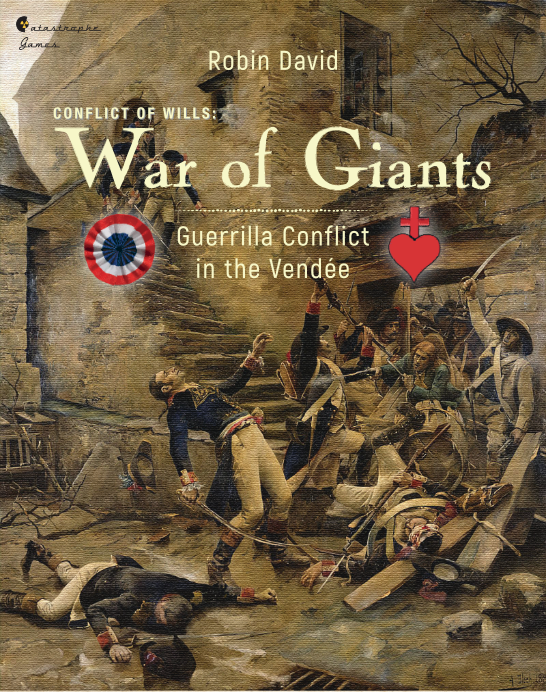 Catastrophe
Games
Robin David
CONFLICT OF WILLS:
War of Giants
Guerrilla Conflict
in the Vendée